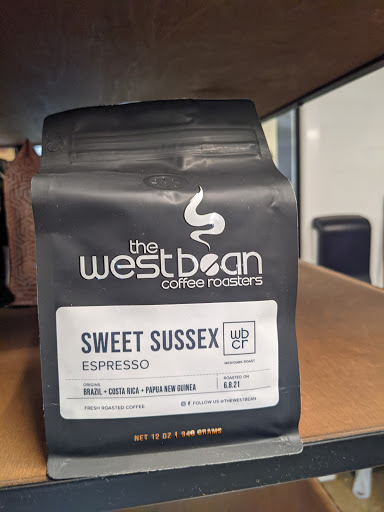 the
westbean
coffee roasters
SWEET SUSSEX
ESPRESSO
wb
cr
MEDIUM ROAST
ORIGINS
BRAZIL + COSTA RICA + PAPUA NEW GUINEA
ROASTED ON
6.8.21
FRESH ROASTED COFFEE
FOLLOW US @THEWESTBEAN
NET 12 OZ | 340 GRAMS